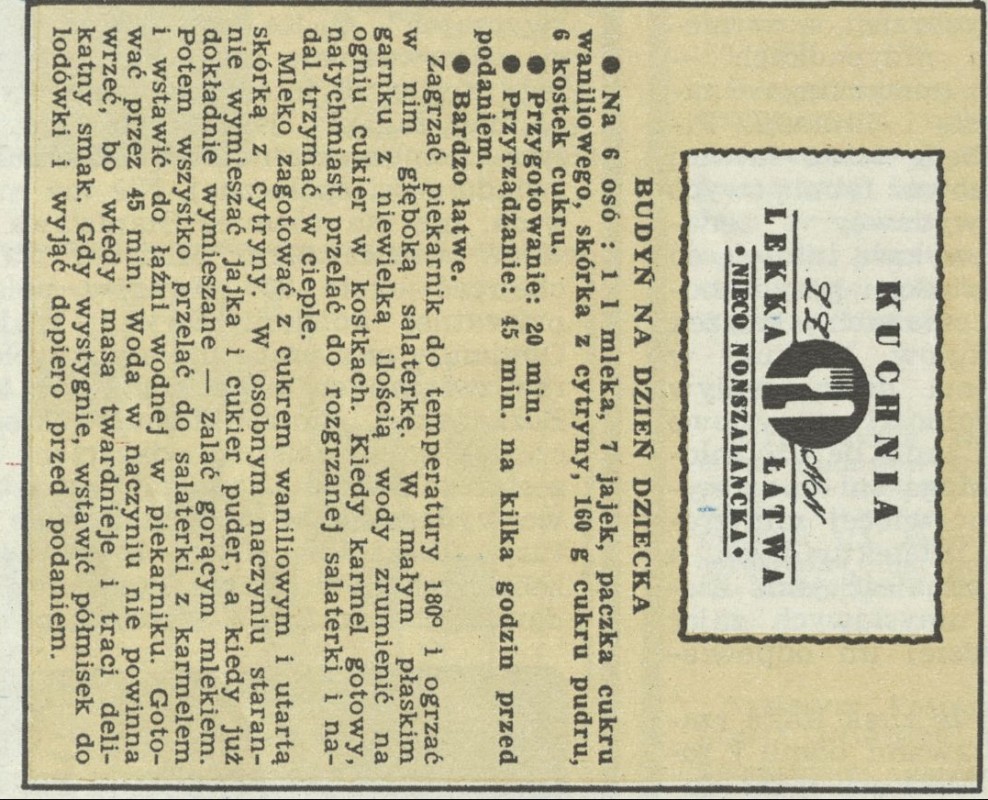 KUCHNIA
LEKKA ŁATWA
• NIECO NONSZALANCKA •
BUDYŃ NA DZIEŃ DZIECKA
● Na 6 osó : 1 l mleka, 7 jajek, paczka cukru
waniliowego, skórka z cytryny 160 g cukru pudru,
6 kostek cukru.
● Przygotowanie: 20 min.
● Przyrządzanie: 45 min. na kilka godzin przed
podaniem.
● Bardzo łatwe.
Zagrzać piekarnik do temperatury 180° i ogrzać
w nim głęboką salaterkę. W małym płaskim
garnku z niewielką ilością wody zrumienić na
ogniu cukier w kostkach. Kiedy karmel gotowy,
natychmiast przelać do rozgrzanej salaterki i na-
dal trzymać w cieple.
Mleko zagotować z cukrem waniliowym i utartą
skórką z cytryny. W osobnym naczyniu staran-
nie wymieszać jajka i cukier puder, a kiedy już
dokładnie wymieszane — zalać gorącym mlekiem.
Potem wszystko przelać do salaterki z karmelem
i wstawić do łaźni wodnej w piekarniku. Goto-
wać przez 45 min. Woda w naczyniu nie powinna
wrzeć, bo wtedy masa twardnieje i traci deli-
katny smak. Gdy wystygnie, wstawić półmisek do
lodówki i wyjąć dopiero przed podaniem.